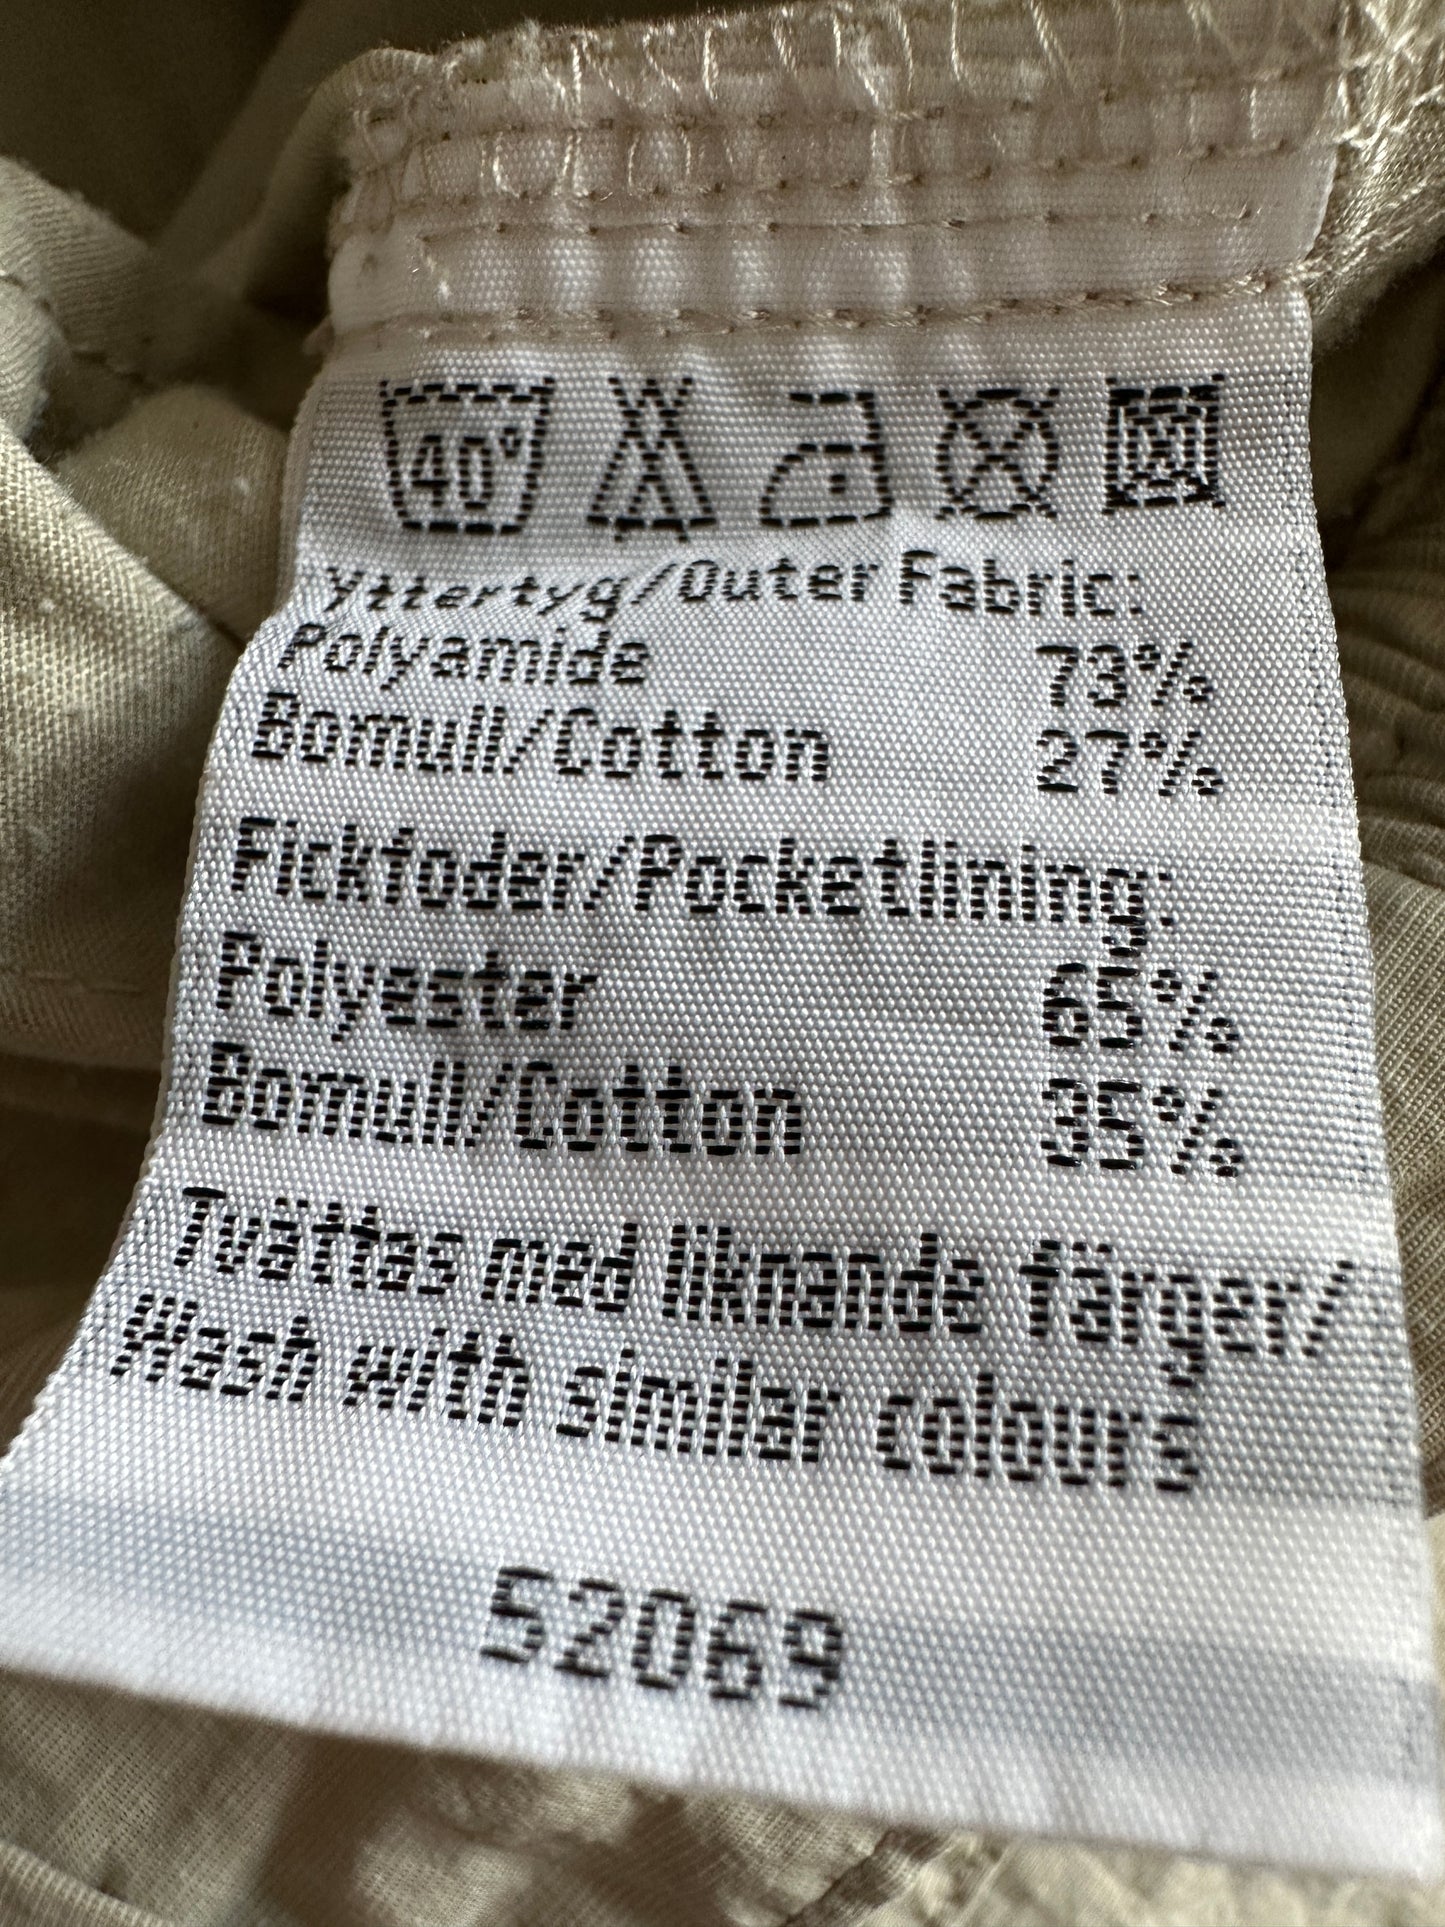 40°
Yttertyg/Outer Fabric:
Polyamide 73%
Bomull/Cotton 27%
Fickfoder/Pocketlining:
Polyester 65%
Bomull/Cotton 35%
Tvättas med liknande färger/
Wash with similar colours
52069